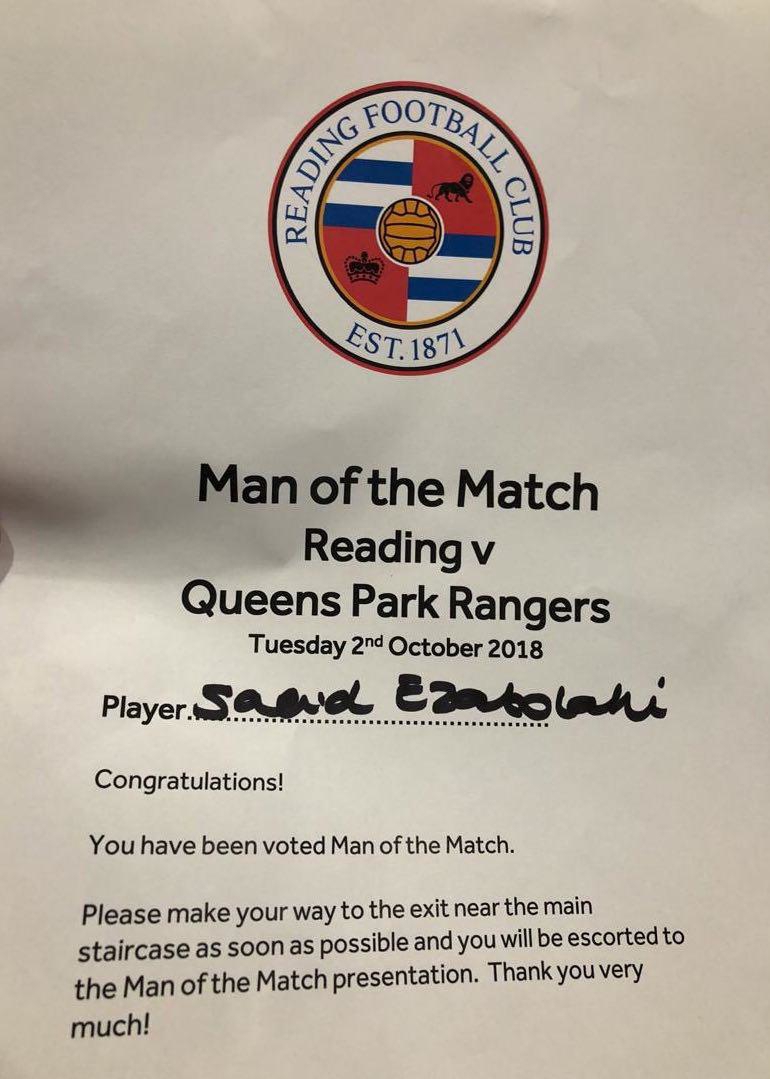 READING FOOTBALL CLUB
EST. 1871
Man of the Match
Reading v
Queens Park Rangers
Tuesday 2nd October 2018
Player....Saeid Ezatolahi
Congratulations!
You have been voted Man of the Match.
Please make your way to the exit near the main
staircase as soon as possible and you will be escorted to
the Man of the Match presentation. Thank you very
much!